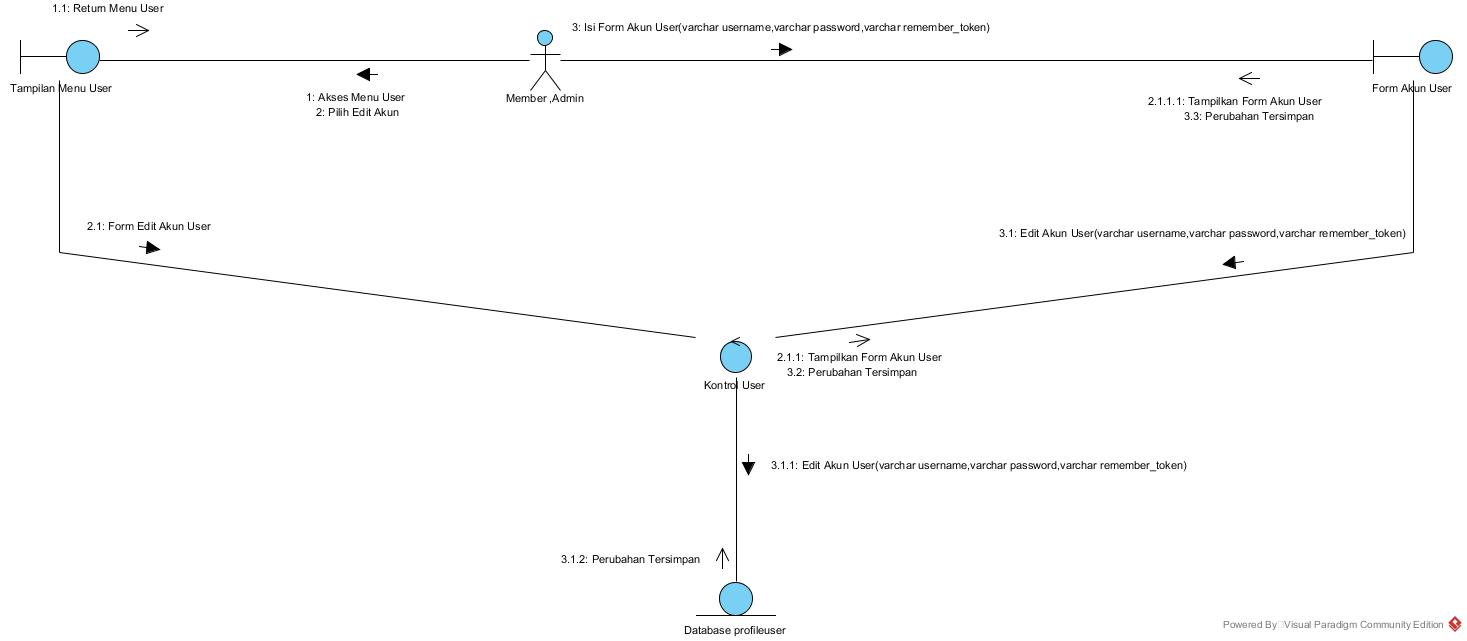 1.1: Return Menu User
3: Isi Form Akun User(varchar username,varchar password,varchar remember_token)
Tampilan Menu User
1: Akses Menu User
2: Pilih Edit Akun
Member ,Admin
2.1.1.1: Tampilkan Form Akun User
3.3: Perubahan Tersimpan
Form Akun User
2.1: Form Edit Akun User
3.1: Edit Akun User(varchar username,varchar password,varchar remember_token)
2.1.1: Tampilkan Form Akun User
3.2: Perubahan Tersimpan
Kontrol User
3.1.1: Edit Akun User(varchar username,varchar password,varchar remember_token)
3.1.2: Perubahan Tersimpan
Database profileuser
Powered By Visual Paradigm Community Edition